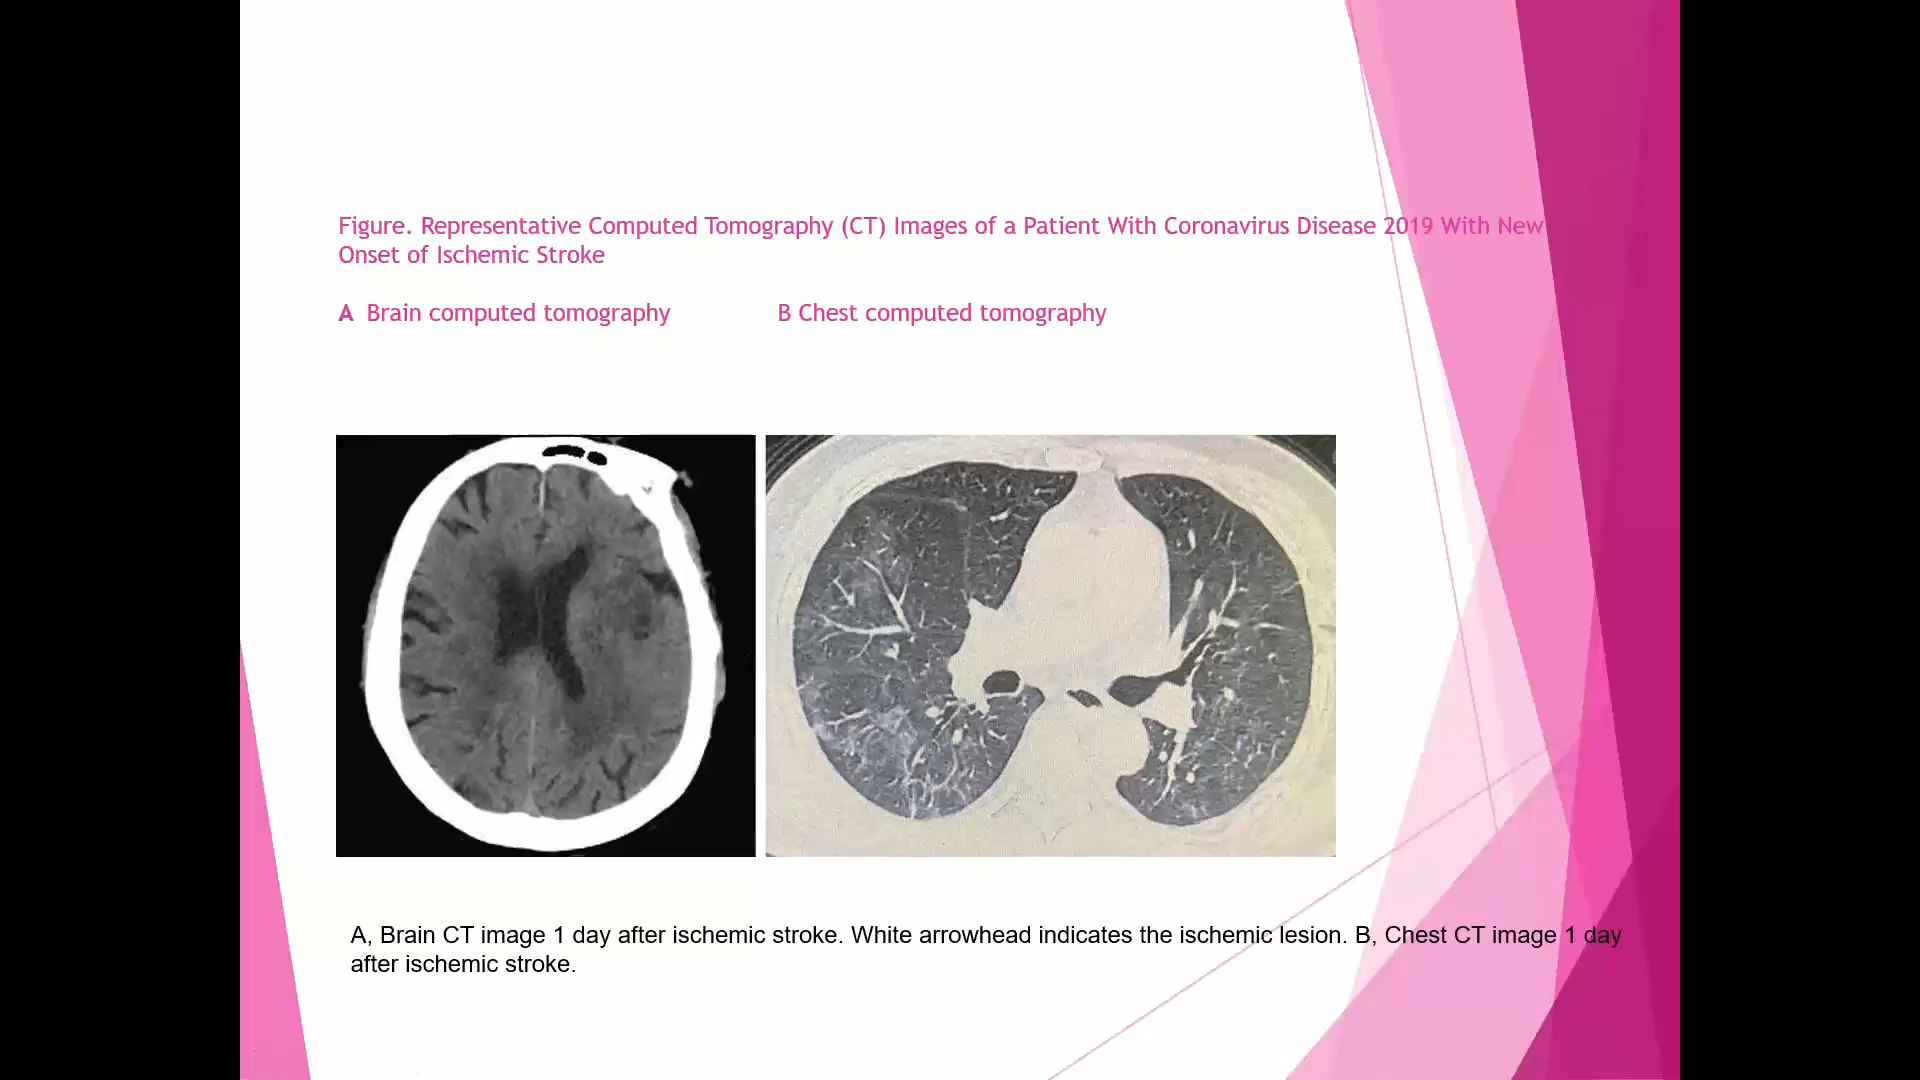 Figure. Representative Computed Tomography (CT) Images of a Patient With Coronavirus Disease 2019 With New
Onset of Ischemic Stroke
A Brain computed tomography
B Chest computed tomography
A, Brain CT image 1 day after ischemic stroke. White arrowhead indicates the ischemic lesion. B, Chest CT image 1 day
after ischemic stroke.